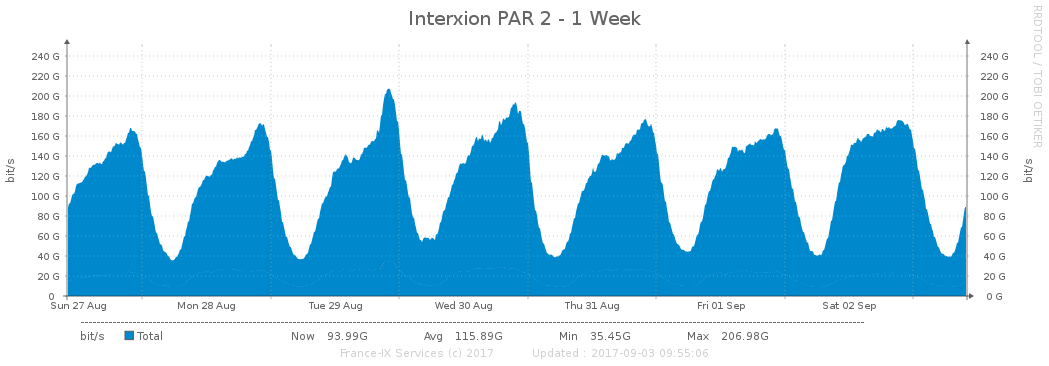 Interxion PAR 2 - 1 Week
RRDTOOL / TOBI OETIKER
240 G 240 G
220 G 220 G
200 G 200 G
180 G 180 G
160 G 160 G
140 G 140 G
120 G 120 G
100 G 100 G
80 G 80 G
60 G 60 G
40 G 40 G
20 G 20 G
0 0 G
bit/s
bit/s
Sun 27 Aug Mon 28 Aug Tue 29 Aug Wed 30 Aug Thu 31 Aug Fri 01 Sep Sat 02 Sep
bit/s Total Now 93.99G Avg 115.89G Min 35.45G Max 206.98G
France-IX Services (c) 2017 Updated : 2017-09-03 09:55:06